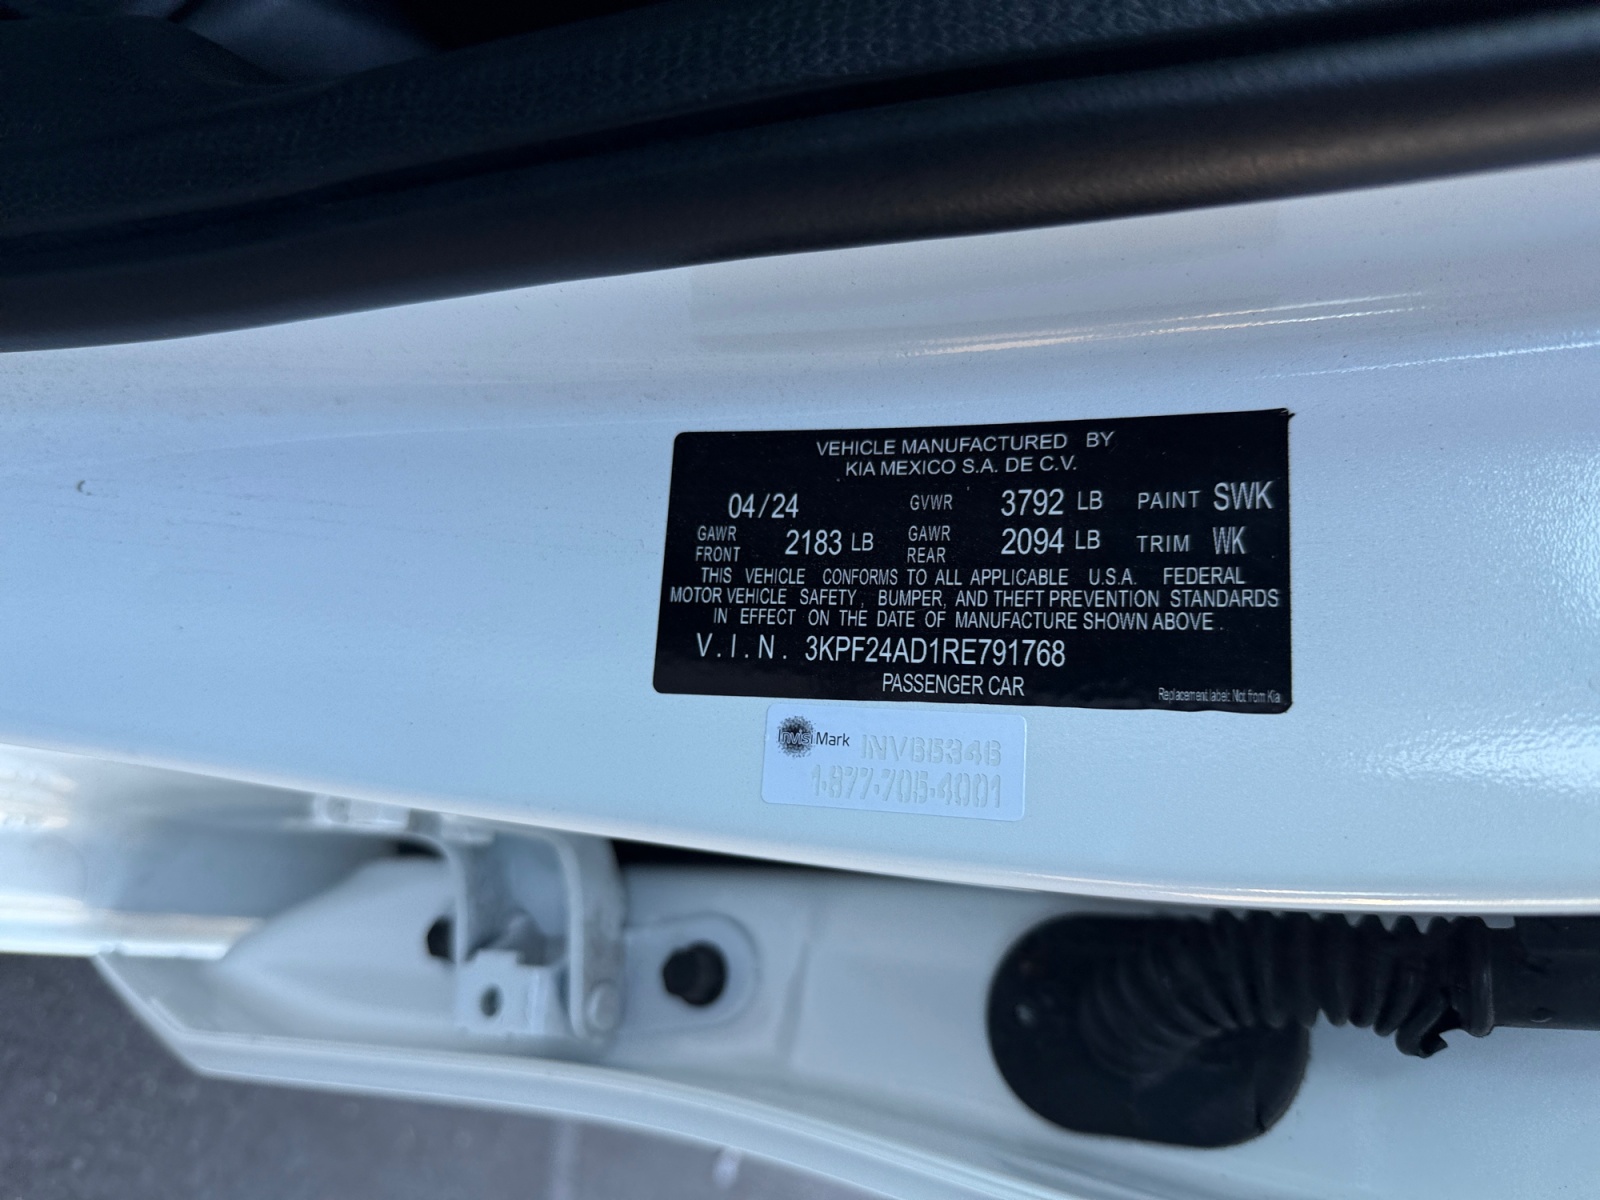 VEHICLE MANUFACTURED BY
KIA MEXICO S.A. DE C.V.
04/24 GVWR 3792 LB PAINT SWK
GAWR FRONT 2183 LB GAWR REAR 2094 LB TRIM WK
THIS VEHICLE CONFORMS TO ALL APPLICABLE U.S.A. FEDERAL
MOTOR VEHICLE SAFETY, BUMPER, AND THEFT PREVENTION STANDARDS
IN EFFECT ON THE DATE OF MANUFACTURE SHOWN ABOVE.
V.I.N. 3KPF24AD1RE791768
PASSENGER CAR
Replacement label: Not from Kia
InvisiMark
1-877-705-4001